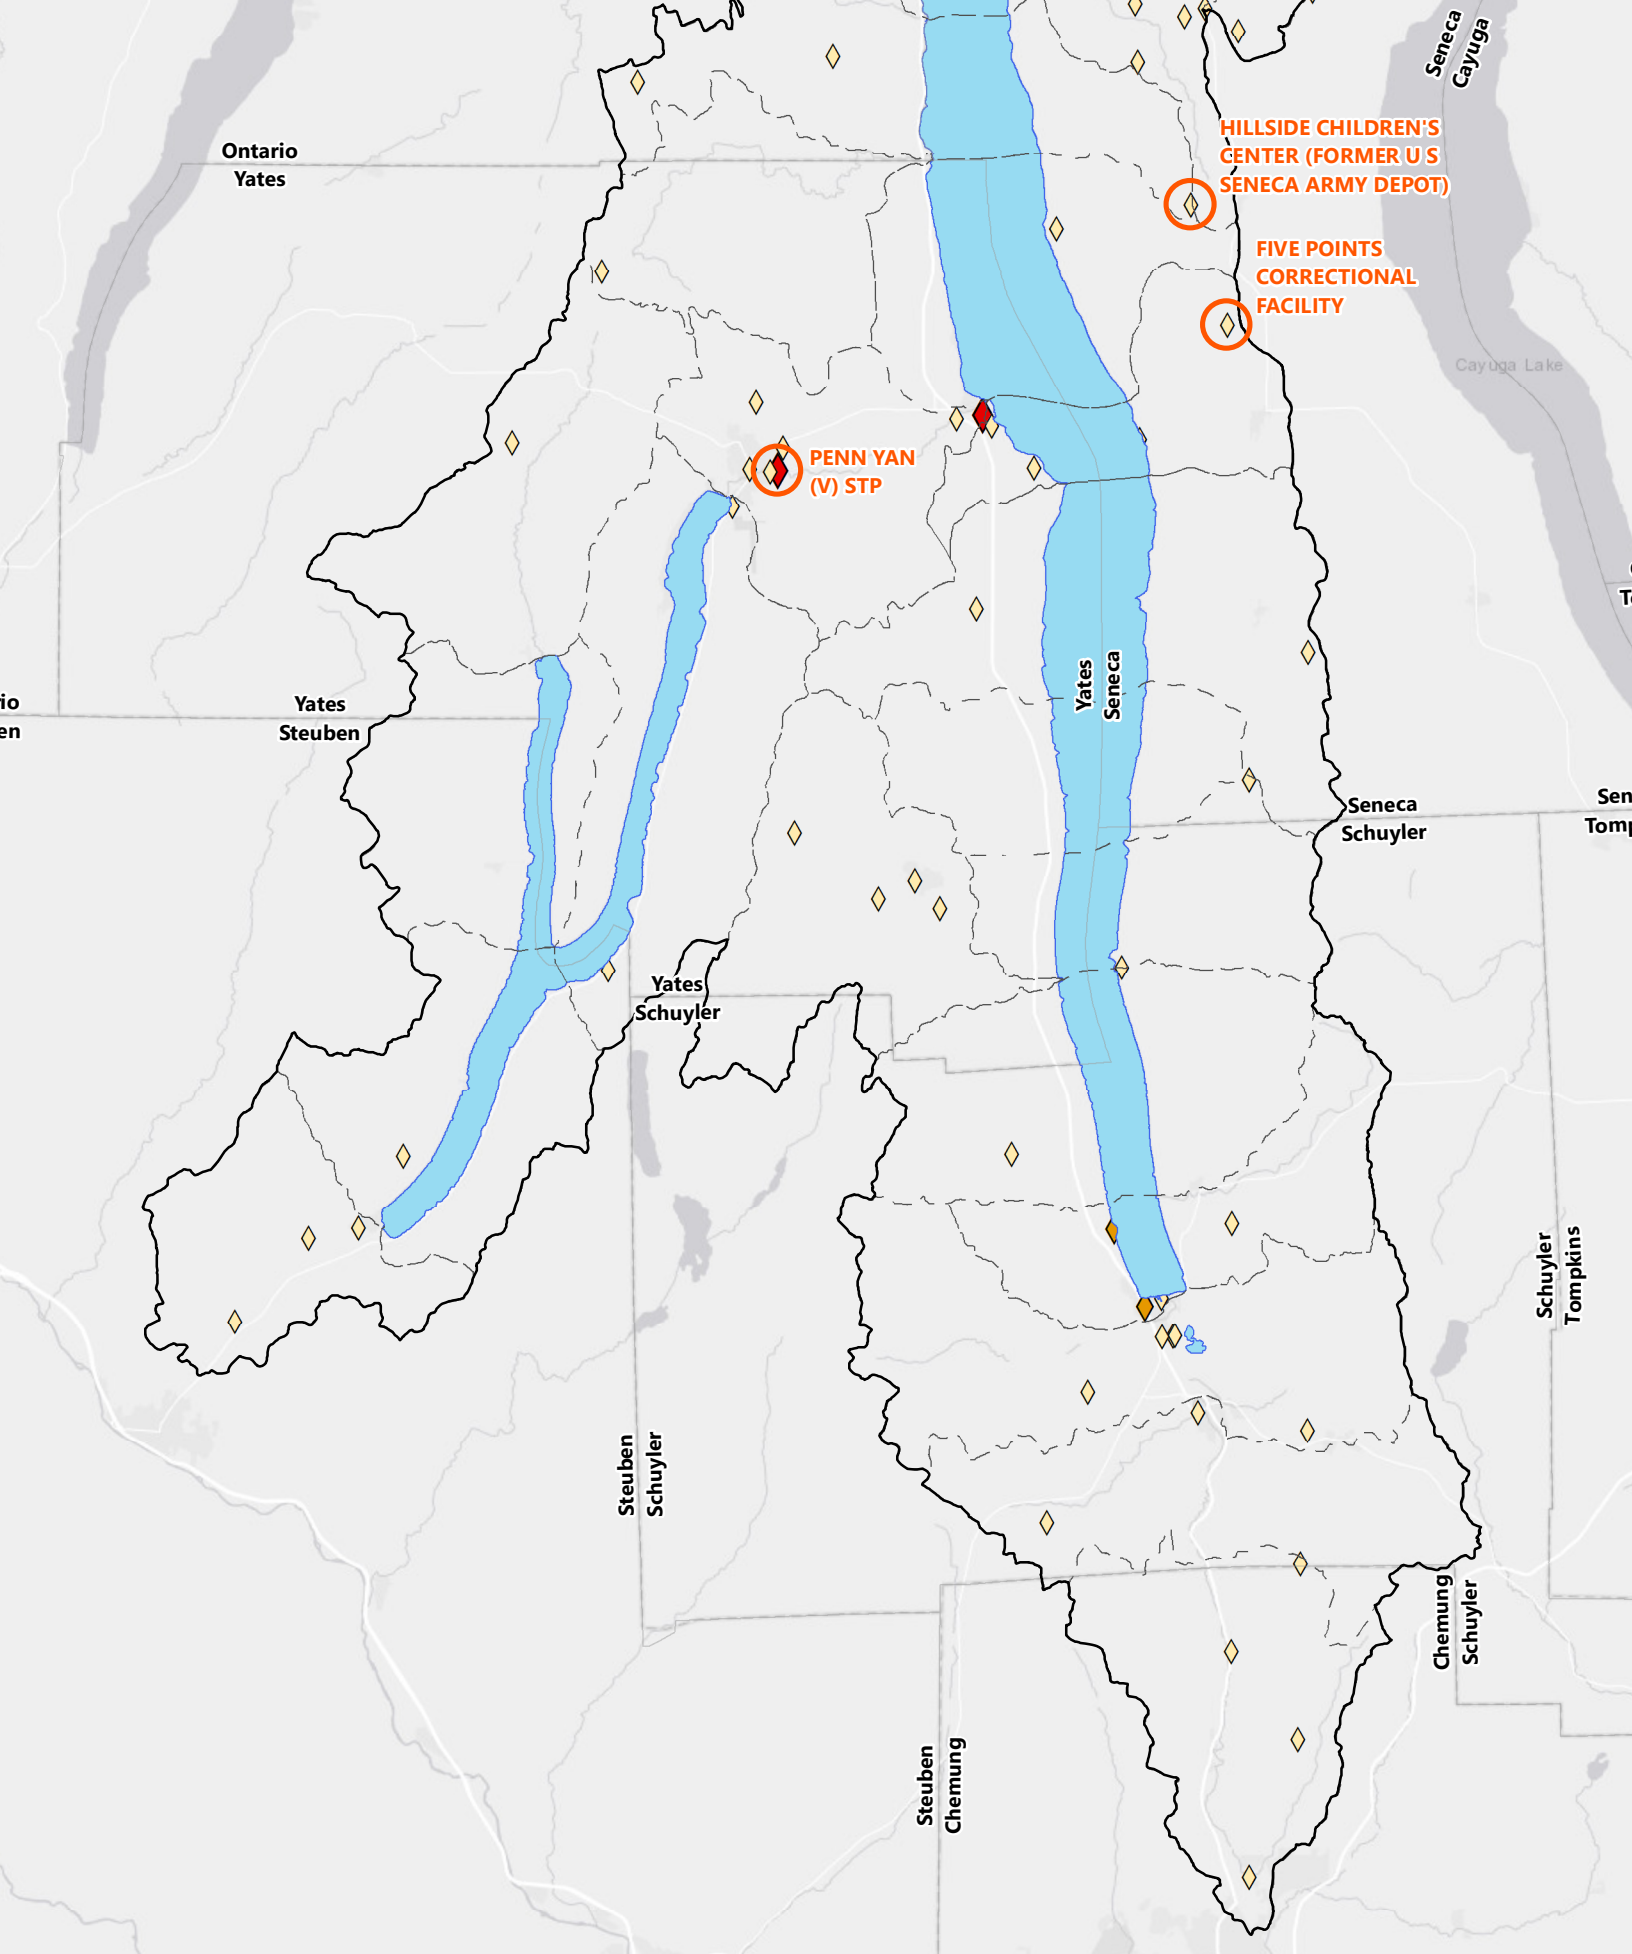 Seneca
Cayuga
HILLSIDE CHILDREN'S
CENTER (FORMER U S
SENECA ARMY DEPOT)
Ontario
Yates
FIVE POINTS
CORRECTIONAL
FACILITY
Cayuga Lake
PENN YAN
(V) STP
Yates
Seneca
Yates
Steuben
Seneca
Schuyler
Yates
Schuyler
Schuyler
Tompkins
Steuben
Schuyler
Chemung
Schuyler
Steuben
Chemung